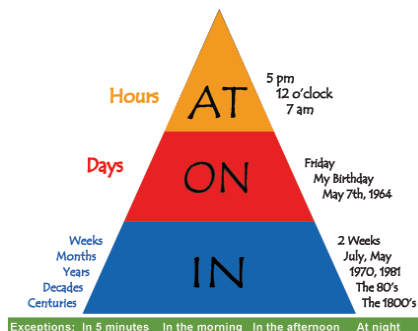 Hours
AT
5 pm
12 o'clock
7 am
Days
ON
Friday
My Birthday
May 7th, 1964
Weeks
Months
Years
Decades
Centuries
IN
2 Weeks
July, May
1970, 1981
The 80's
The 1800's
Exceptions: In 5 minutes In the morning In the afternoon At night